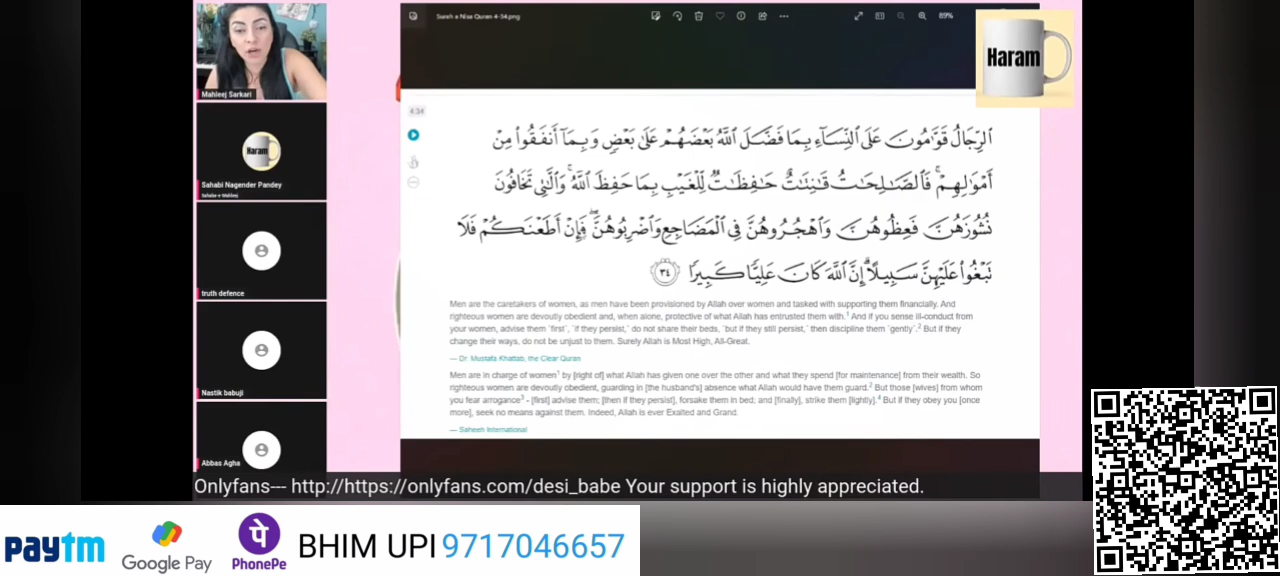 Mahleej Sarkari
Haram
Sahabi Nagender Pandey
truth defence
Nastik babuji
Abbas Agha
Surah a Nisa Quran 4-34.png
89%
Haram
4:34
ٱلرِّجَالُ قَوَّٰمُونَ عَلَى ٱلنِّسَآءِ بِمَا فَضَّلَ ٱللَّهُ بَعْضَهُمْ عَلَىٰ بَعْضٍ وَبِمَآ أَنفَقُوا۟ مِنْ
أَمْوَٰلِهِمْ ۚ فَٱلصَّٰلِحَٰتُ قَٰنِتَٰتٌ حَٰفِظَٰتٌ لِّلْغَيْبِ بِمَا حَفِظَ ٱللَّهُ ۚ وَٱلَّٰتِى تَخَافُونَ
نُشُوزَهُنَّ فَعِظُوهُنَّ وَٱهْجُرُوهُنَّ فِى ٱلْمَضَاجِعِ وَٱضْرِبُوهُنَّ ۖ فَإِنْ أَطَعْنَكُمْ فَلَا
تَبْغُوا۟ عَلَيْهِنَّ سَبِيلًا ۗ إِنَّ ٱللَّهَ كَانَ عَلِيًّا كَبِيرًا ٣٤
Men are the caretakers of women, as men have been provisioned by Allah over women and tasked with supporting them financially. And
righteous women are devoutly obedient and, when alone, protective of what Allah has entrusted them with.1 And if you sense ill-conduct from
your women, advise them ˹first˺, ˹if they persist,˺ do not share their beds, ˹but if they still persist,˺ then discipline them ˹gently˺.2 But if they
change their ways, do not be unjust to them. Surely Allah is Most High, All-Great.
— Dr. Mustafa Khattab, the Clear Quran
Men are in charge of women1 by [right of] what Allah has given one over the other and what they spend [for maintenance] from their wealth. So
righteous women are devoutly obedient, guarding in [the husband's] absence what Allah would have them guard.2 But those [wives] from whom
you fear arrogance3 - [first] advise them; [then if they persist], forsake them in bed; and [finally], strike them [lightly].4 But if they obey you [once
more], seek no means against them. Indeed, Allah is ever Exalted and Grand.
— Saheeh International
Onlyfans--- http://https://onlyfans.com/desi_babe Your support is highly appreciated.
paytm
Google Pay
पे
PhonePe
BHIM UPI 9717046657